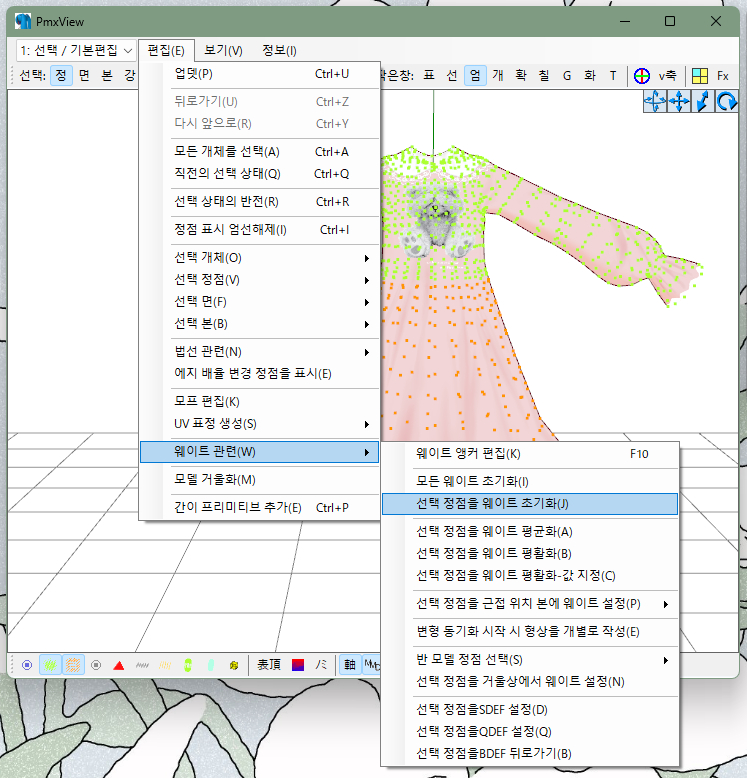 PmxView
1: 선택 / 기본편집 편집(E) 보기(V) 정보(I)
선택: 정 면 본 강 작은창: 표 선 엄 개 확 칠 G 화 T v축 Fx
업뎃(P) Ctrl+U
뒤로가기(U) Ctrl+Z
다시 앞으로(R) Ctrl+Y
모든 개체를 선택(A) Ctrl+A
직전의 선택 상태(Q) Ctrl+Q
선택 상태의 반전(R) Ctrl+R
정점 표시 엄선해제(I) Ctrl+I
선택 개체(O)
선택 정점(V)
선택 면(F)
선택 본(B)
법선 관련(N)
에지 배율 변경 정점을 표시(E)
모프 편집(K)
UV 표정 생성(S)
웨이트 관련(W)
모델 거울화(M)
간이 프리미티브 추가(E) Ctrl+P
웨이트 앵커 편집(K) F10
모든 웨이트 초기화(I)
선택 정점을 웨이트 초기화(J)
선택 정점을 웨이트 평균화(A)
선택 정점을 웨이트 평활화(B)
선택 정점을 웨이트 평활화-값 지정(C)
선택 정점을 근접 위치 본에 웨이트 설정(P)
변형 동기화 시작 시 형상을 개별로 작성(E)
반 모델 정점 선택(S)
선택 정점을 거울상에서 웨이트 설정(N)
선택 정점을SDEF 설정(D)
선택 정점을QDEF 설정(Q)
선택 정점을BDEF 뒤로가기(B)
表頂 ノミ 軸